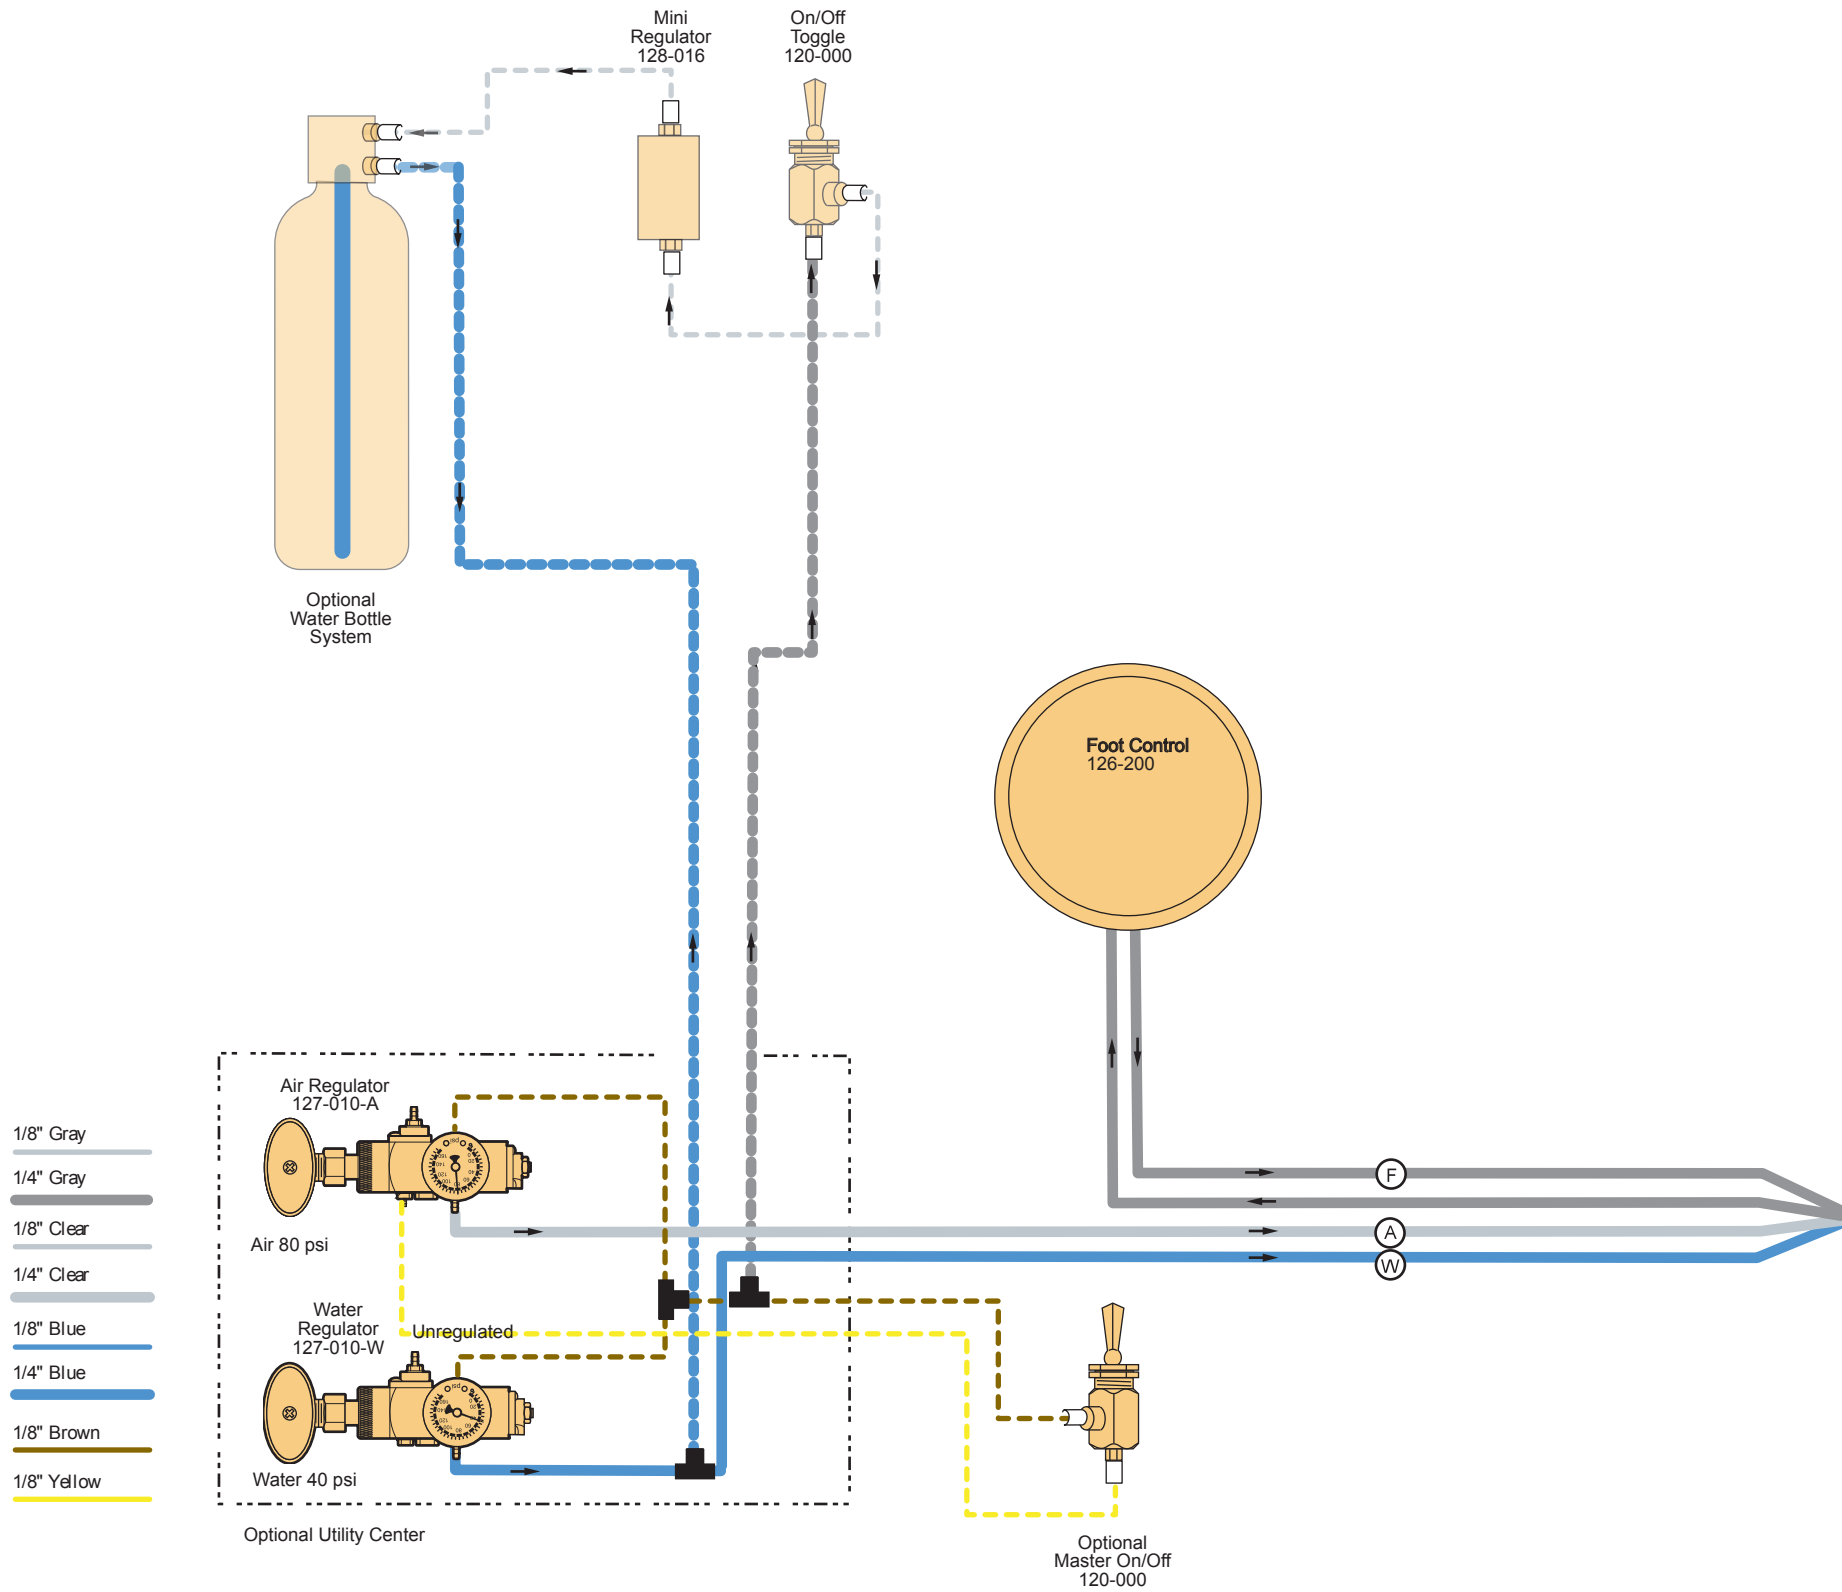 Mini
Regulator
128-016
On/Off
Toggle
120-000
Optional
Water Bottle
System
Foot Control
126-200
Air Regulator
127-010-A
Air 80 psi
Water
Regulator
127-010-W
Unregulated
Water 40 psi
Optional Utility Center
1/8" Gray
1/4" Gray
1/8" Clear
1/4" Clear
1/8" Blue
1/4" Blue
1/8" Brown
1/8" Yellow
F
A
W
Optional
Master On/Off
120-000